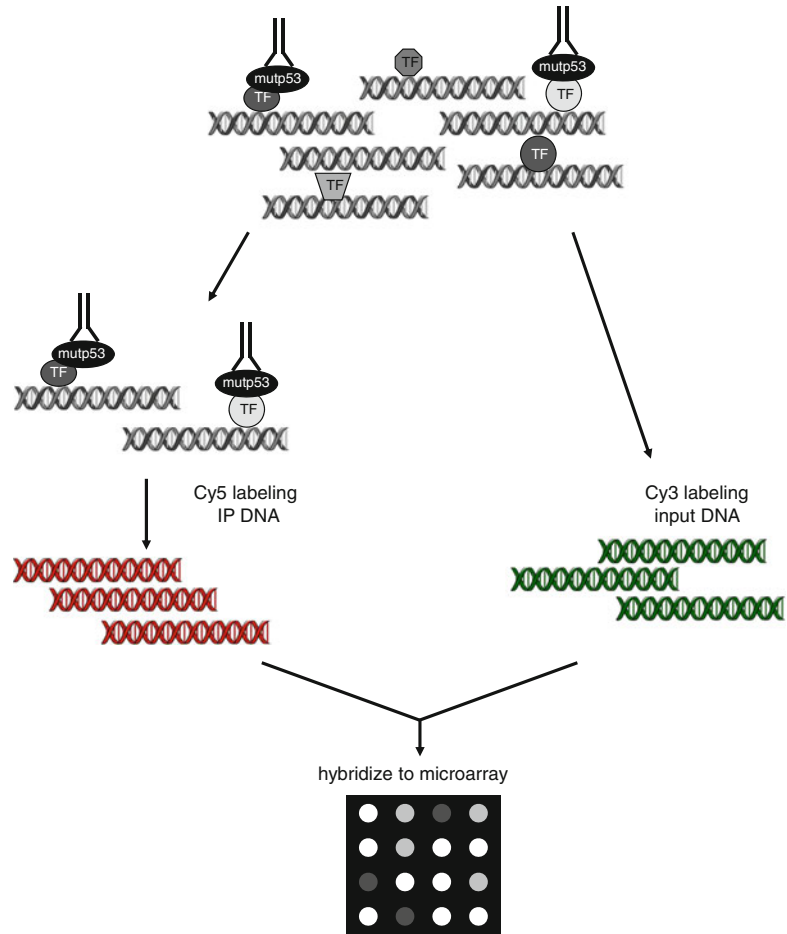 mutp53
TF
TF
mutp53
TF
TF
TF
mutp53
TF
mutp53
TF
Cy5 labeling
IP DNA
Cy3 labeling
input DNA
hybridize to microarray